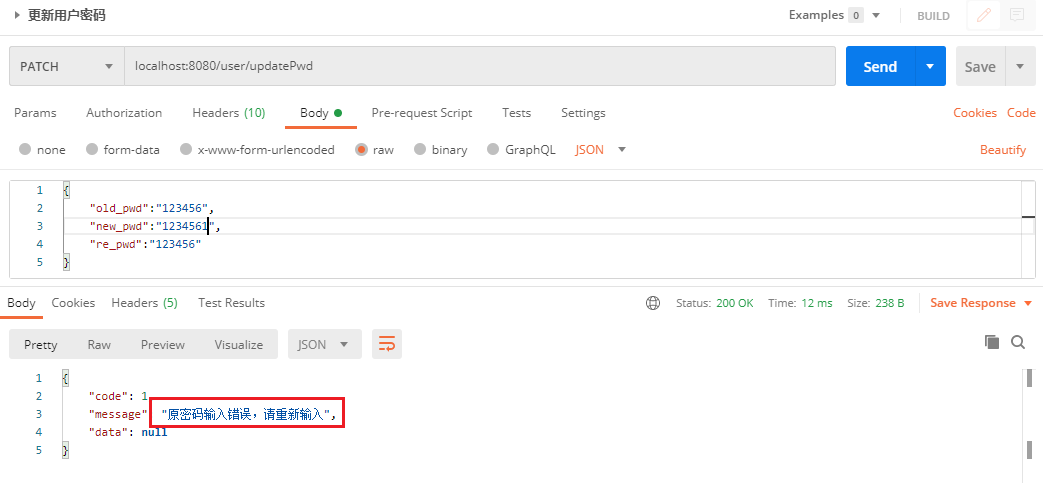 更新用户密码 Examples 0 BUILD
PATCH localhost:8080/user/updatePwd Send Save
Params Authorization Headers (10) Body Pre-request Script Tests Settings Cookies Code
none form-data x-www-form-urlencoded raw binary GraphQL JSON Beautify
1 {
2 "old_pwd":"123456",
3 "new_pwd":"1234561",
4 "re_pwd":"123456"
5 }
Body Cookies Headers (5) Test Results Status: 200 OK Time: 12 ms Size: 238 B Save Response
Pretty Raw Preview Visualize JSON
1 {
2 "code": 1
3 "message" "原密码输入错误，请重新输入",
4 "data": null
5 }